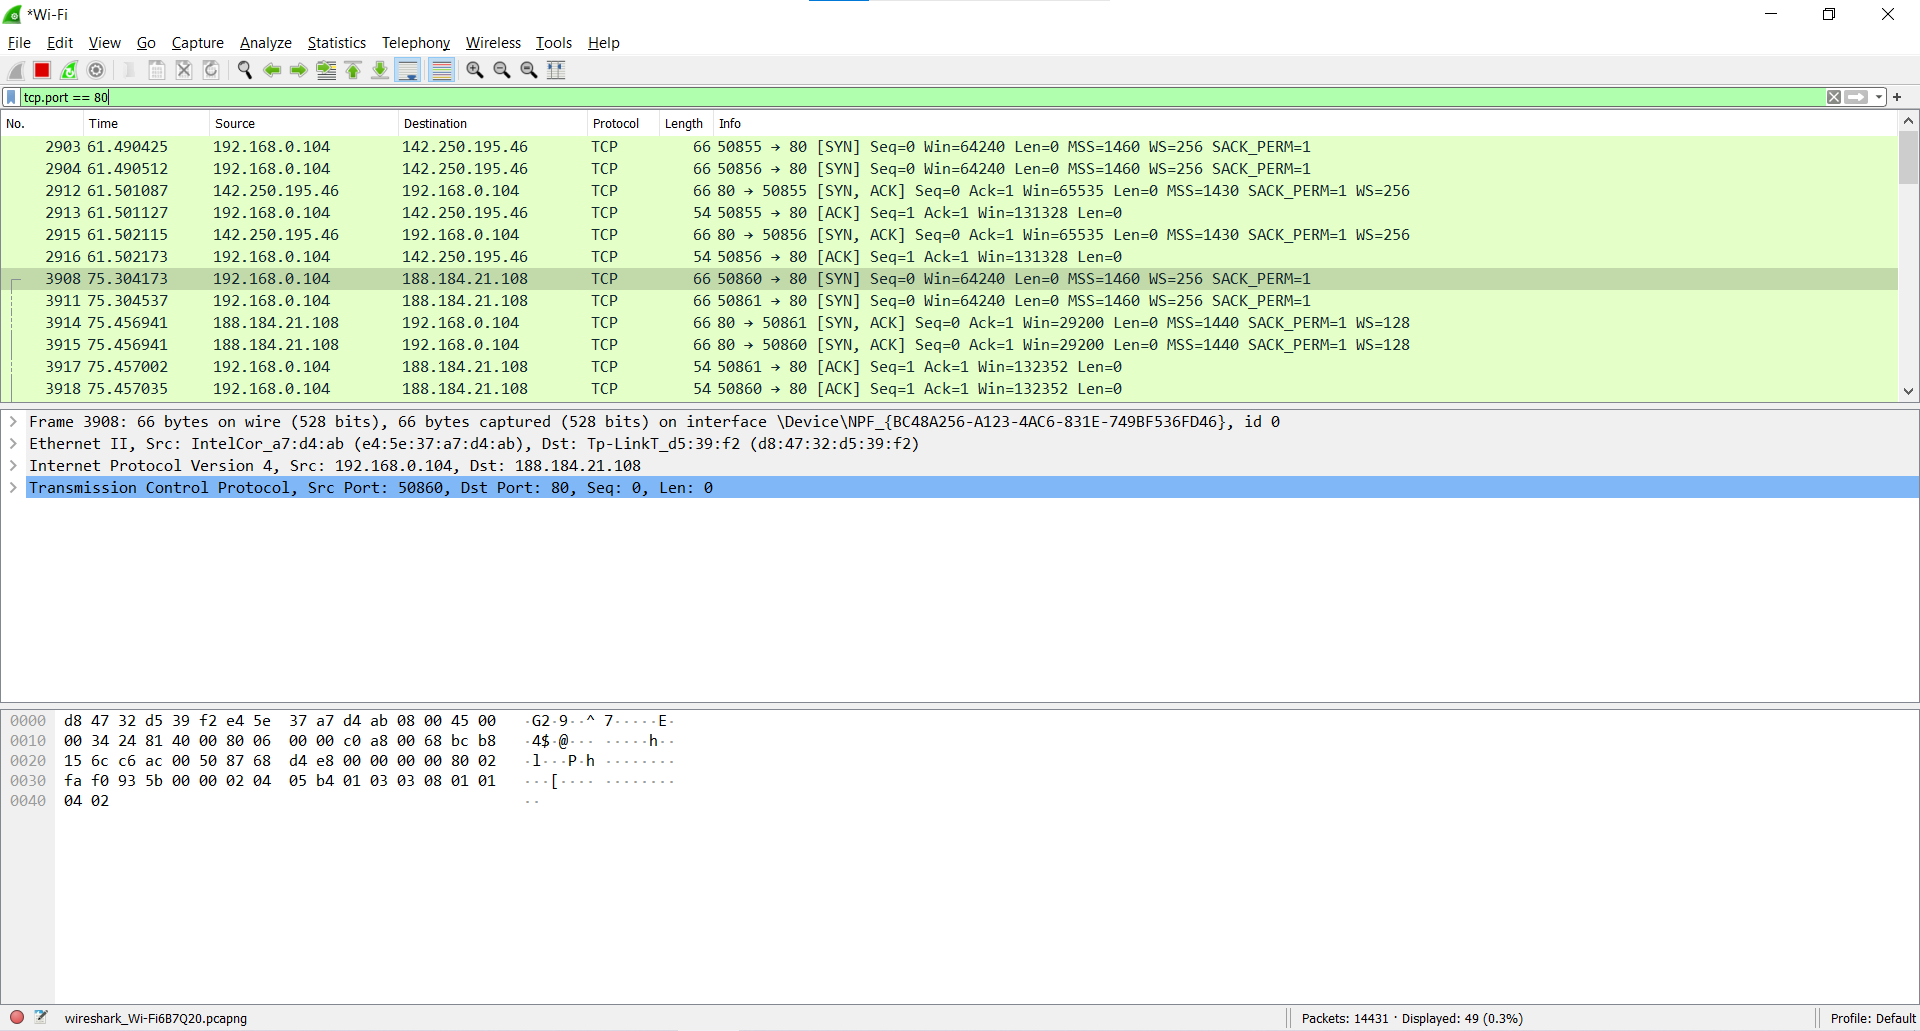 *Wi-Fi
File Edit View Go Capture Analyze Statistics Telephony Wireless Tools Help
tcp.port == 80
No. Time Source Destination Protocol Length Info
2903 61.490425 192.168.0.104 142.250.195.46 TCP 66 50855 → 80 [SYN] Seq=0 Win=64240 Len=0 MSS=1460 WS=256 SACK_PERM=1
2904 61.490512 192.168.0.104 142.250.195.46 TCP 66 50856 → 80 [SYN] Seq=0 Win=64240 Len=0 MSS=1460 WS=256 SACK_PERM=1
2912 61.501087 142.250.195.46 192.168.0.104 TCP 66 80 → 50855 [SYN, ACK] Seq=0 Ack=1 Win=65535 Len=0 MSS=1430 SACK_PERM=1 WS=256
2913 61.501127 192.168.0.104 142.250.195.46 TCP 54 50855 → 80 [ACK] Seq=1 Ack=1 Win=131328 Len=0
2915 61.502115 142.250.195.46 192.168.0.104 TCP 66 80 → 50856 [SYN, ACK] Seq=0 Ack=1 Win=65535 Len=0 MSS=1430 SACK_PERM=1 WS=256
2916 61.502173 192.168.0.104 142.250.195.46 TCP 54 50856 → 80 [ACK] Seq=1 Ack=1 Win=131328 Len=0
3908 75.304173 192.168.0.104 188.184.21.108 TCP 66 50860 → 80 [SYN] Seq=0 Win=64240 Len=0 MSS=1460 WS=256 SACK_PERM=1
3911 75.304537 192.168.0.104 188.184.21.108 TCP 66 50861 → 80 [SYN] Seq=0 Win=64240 Len=0 MSS=1460 WS=256 SACK_PERM=1
3914 75.456941 188.184.21.108 192.168.0.104 TCP 66 80 → 50861 [SYN, ACK] Seq=0 Ack=1 Win=29200 Len=0 MSS=1440 SACK_PERM=1 WS=128
3915 75.456941 188.184.21.108 192.168.0.104 TCP 66 80 → 50860 [SYN, ACK] Seq=0 Ack=1 Win=29200 Len=0 MSS=1440 SACK_PERM=1 WS=128
3917 75.457002 192.168.0.104 188.184.21.108 TCP 54 50861 → 80 [ACK] Seq=1 Ack=1 Win=132352 Len=0
3918 75.457035 192.168.0.104 188.184.21.108 TCP 54 50860 → 80 [ACK] Seq=1 Ack=1 Win=132352 Len=0
Frame 3908: 66 bytes on wire (528 bits), 66 bytes captured (528 bits) on interface \Device\NPF_{BC48A256-A123-4AC6-831E-749BF536FD46}, id 0
Ethernet II, Src: IntelCor_a7:d4:ab (e4:5e:37:a7:d4:ab), Dst: Tp-LinkT_d5:39:f2 (d8:47:32:d5:39:f2)
Internet Protocol Version 4, Src: 192.168.0.104, Dst: 188.184.21.108
Transmission Control Protocol, Src Port: 50860, Dst Port: 80, Seq: 0, Len: 0
0000 d8 47 32 d5 39 f2 e4 5e 37 a7 d4 ab 08 00 45 00 ·G2·9··^ 7·····E·
0010 00 34 24 81 40 00 80 06 00 00 c0 a8 00 68 bc b8 ·4$·@··· ·····h··
0020 15 6c c6 ac 00 50 87 68 d4 e8 00 00 00 00 80 02 ·l···P·h ········
0030 fa f0 93 5b 00 00 02 04 05 b4 01 03 03 08 01 01 ···[···· ········
0040 04 02 ··
wireshark_Wi-Fi6B7Q20.pcapng Packets: 14431 · Displayed: 49 (0.3%) Profile: Default